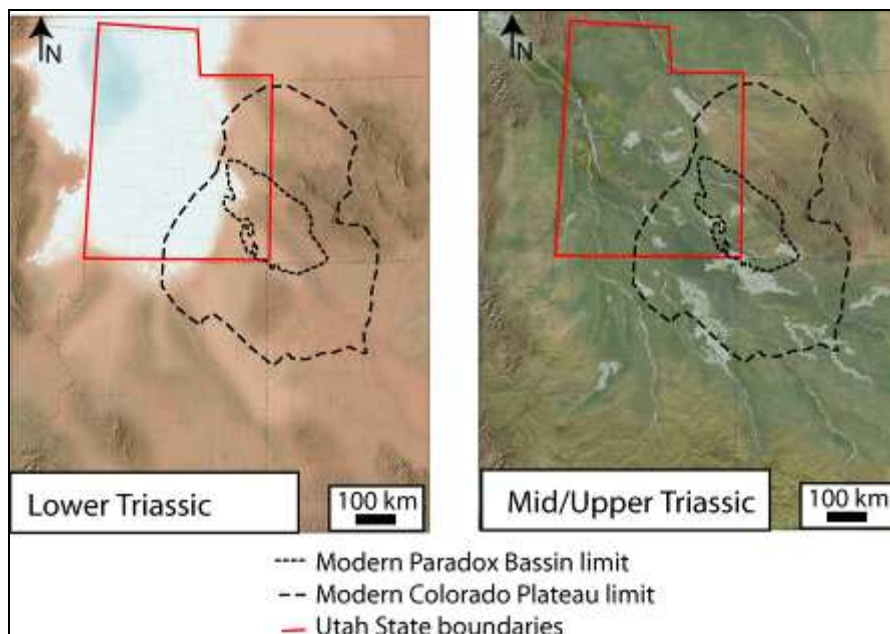 N
N
Lower Triassic
100 km
Mid/Upper Triassic
100 km
Modern Paradox Bassin limit
Modern Colorado Plateau limit
Utah State boundaries